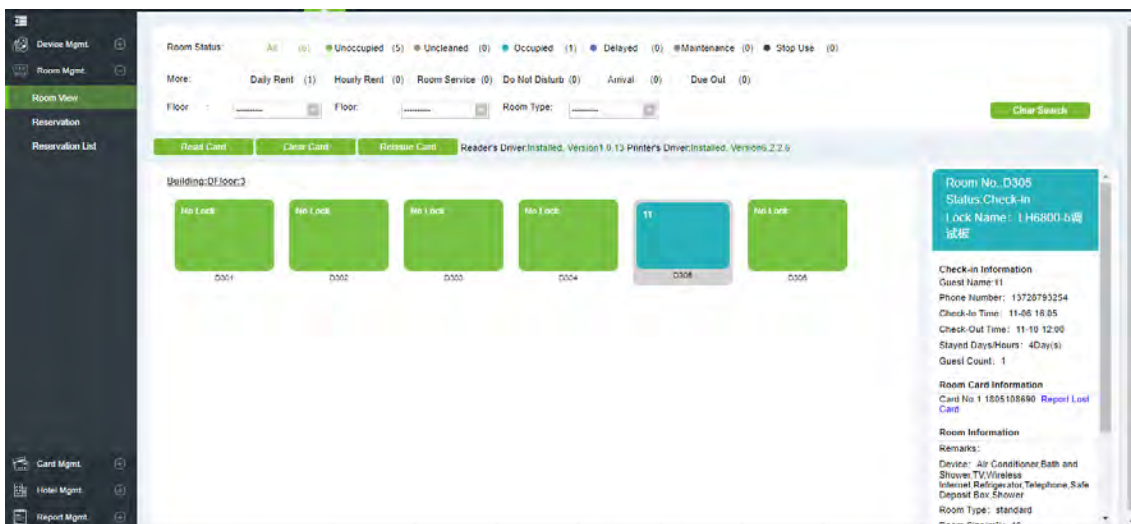 Device Mgmt.
Room Mgmt.
Room View
Reservation
Reservation List
Card Mgmt.
Hotel Mgmt.
Report Mgmt.
Room Status: All (6) Unoccupied (5) Uncleaned (0) Occupied (1) Delayed (0) Maintenance (0) Stop Use (0)
More: Daily Rent (1) Hourly Rent (0) Room Service (0) Do Not Disturb (0) Arrival (0) Due Out (0)
Floor : --------- Floor: --------- Room Type: ---------
Clear Search
Read Card Clear Card Reissue Card Reader's Driver:Installed, Version1.0.13 Printer's Driver:Installed, Version6.2.2.6
Building:DFloor:3
No Lock No Lock No Lock No Lock 11 No Lock
D301 D302 D303 D304
Room No.:D305
Status:Check-in
Lock Name: LH6800-5调
试板
Check-in Information
Guest Name:11
Phone Number: 13728793254
Check-In Time: 11-06 16:05
Check-Out Time: 11-10 12:00
Stayed Days/Hours: 4Day(s)
Guest Count: 1
Room Card Information
Card No.1 1805108690 Report Lost
Card
Room Information
Remarks:
Device: Air Conditioner,Bath and
Shower,TV,Wireless
Internet,Refrigerator,Telephone,Safe
Deposit Box,Shower
Room Type: standard